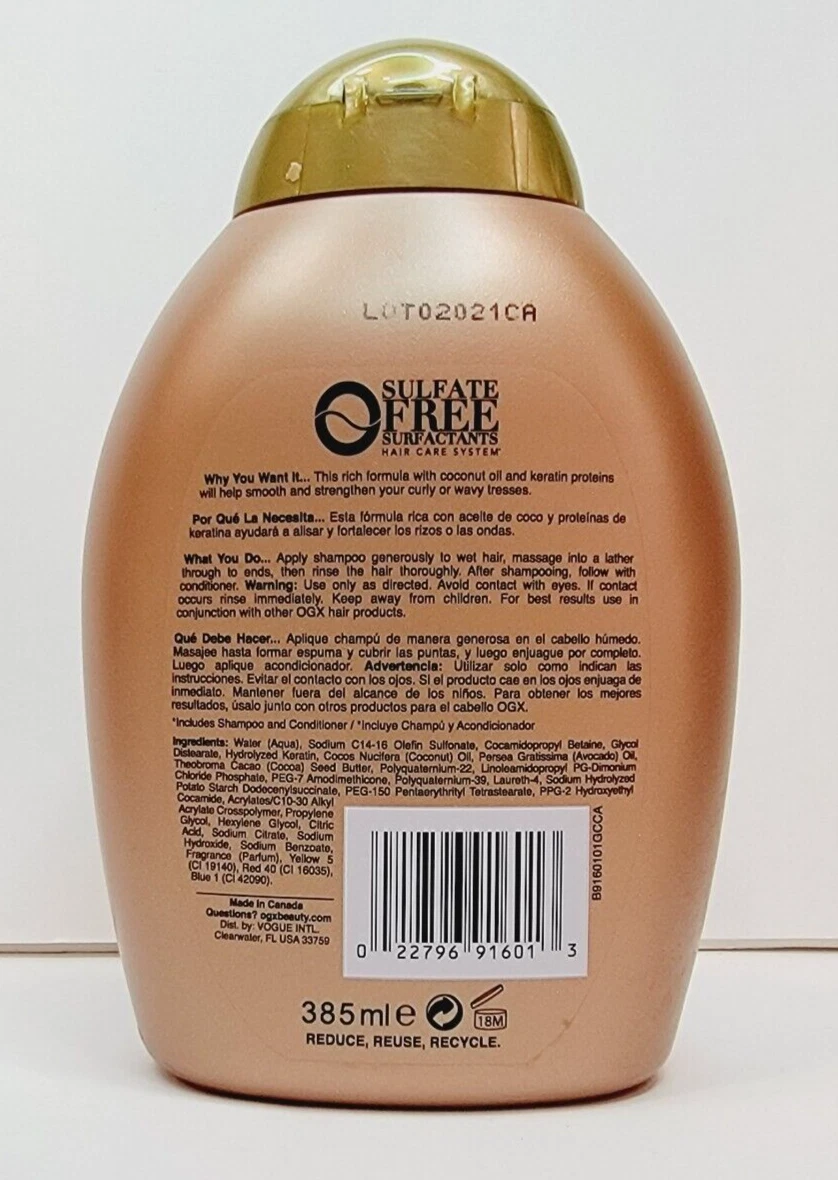 LOT02021CA
SULFATE
FREE
SURFACTANTS
HAIR CARE SYSTEM
Why You Want It... This rich formula with coconut oil and keratin proteins
will help smooth and strengthen your curly or wavy tresses.
Por Qué La Necesita... Esta fórmula rica con aceite de coco y proteínas de
keratina ayudará a alisar y fortalecer los rizos o las ondas.
What You Do... Apply shampoo generously to wet hair, massage into a lather
through to ends, then rinse the hair thoroughly. After shampooing, follow with
conditioner. Warning: Use only as directed. Avoid contact with eyes. If contact
occurs rinse immediately. Keep away from children. For best results use in
conjunction with other OGX hair products.
Qué Debe Hacer... Aplique champú de manera generosa en el cabello húmedo.
Masajee hasta formar espuma y cubrir las puntas, y luego enjuague por completo.
Luego aplique acondicionador. Advertencia: Utilizar solo como indican las
instrucciones. Evitar el contacto con los ojos. Si el producto cae en los ojos enjuaga de
inmediato. Mantener fuera del alcance de los niños. Para obtener los mejores
resultados, úsalo junto con otros productos para el cabello OGX.
*Includes Shampoo and Conditioner / *Incluye Champú y Acondicionador
Ingredients: Water (Aqua), Sodium C14-16 Olefin Sulfonate, Cocamidopropyl Betaine, Glycol
Distearate, Hydrolyzed Keratin, Cocos Nucifera (Coconut) Oil, Persea Gratissima (Avocado) Oil,
Theobroma Cacao (Cocoa) Seed Butter, Polyquaternium-22, Linoleamidopropyl PG-Dimonium
Chloride Phosphate, PEG-7 Amodimethicone, Polyquaternium-39, Laureth-4, Sodium Hydrolyzed
Potato Starch Dodecenylsuccinate, PEG-150 Pentaerythrityl Tetrastearate, PPG-2 Hydroxyethyl
Cocamide, Acrylates/C10-30 Alkyl
Acrylate Crosspolymer, Propylene
Glycol, Hexylene Glycol, Citric
Acid, Sodium Citrate, Sodium
Hydroxide, Sodium Benzoate,
Fragrance (Parfum), Yellow 5
(CI 19140), Red 40 (CI 16035),
Blue 1 (CI 42090).
Made in Canada
Questions? ogxbeauty.com
Dist. by: VOGUE INTL.
Clearwater, FL USA 33759
B9160101GCCA
0 22796 91601 3
385ml e
18M
REDUCE, REUSE, RECYCLE.